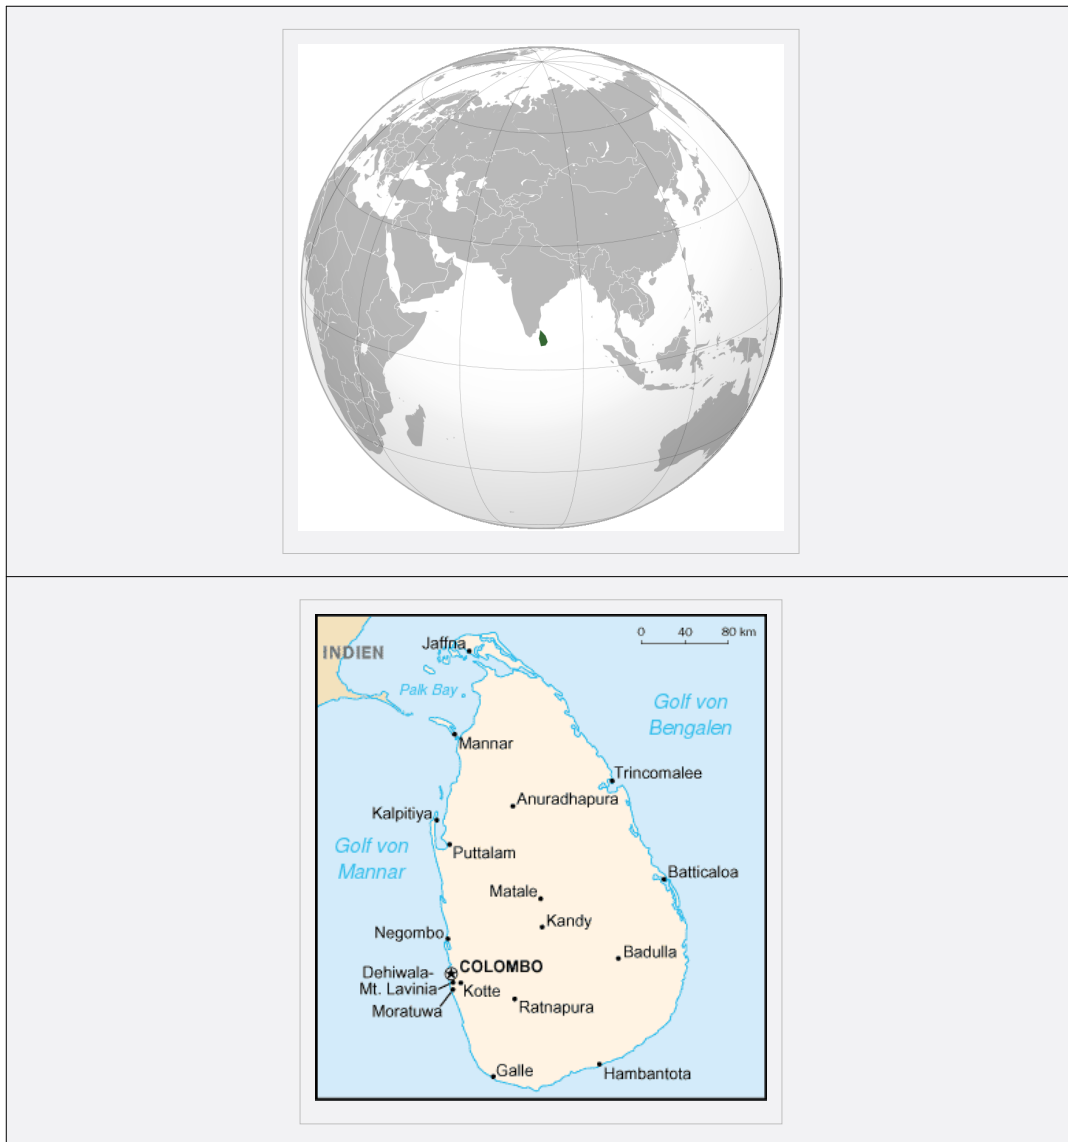 0 40 80 km
Jaffna
INDIEN
Palk Bay
Golf von
Bengalen
Mannar
Trincomalee
Anuradhapura
Kalpitiya
Golf von
Mannar
Puttalam
Batticaloa
Matale
Kandy
Negombo
Badulla
COLOMBO
Dehiwala-
Mt. Lavinia
Kotte
Moratuwa
Ratnapura
Galle
Hambantota